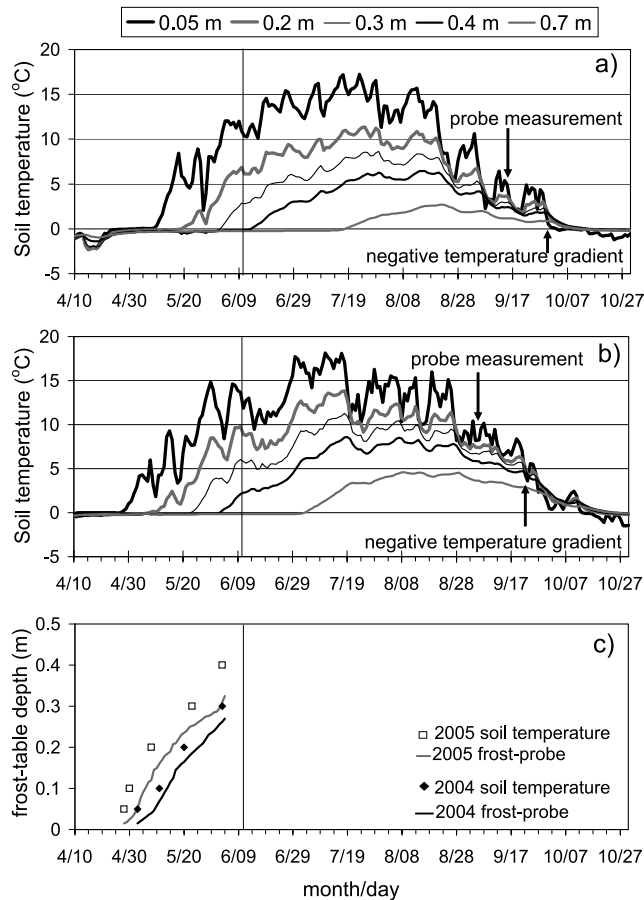 0.05 m 0.2 m 0.3 m 0.4 m 0.7 m
a)
Soil temperature (°C)
20
15
10
5
0
-5
probe measurement
negative temperature gradient
4/10 4/30 5/20 6/09 6/29 7/19 8/08 8/28 9/17 10/07 10/27
b)
Soil temperature (°C)
20
15
10
5
0
-5
probe measurement
negative temperature gradient
4/10 4/30 5/20 6/09 6/29 7/19 8/08 8/28 9/17 10/07 10/27
c)
frost-table depth (m)
0.5
0.4
0.3
0.2
0.1
0
2005 soil temperature
2005 frost-probe
2004 soil temperature
2004 frost-probe
4/10 4/30 5/20 6/09 6/29 7/19 8/08 8/28 9/17 10/07 10/27
month/day